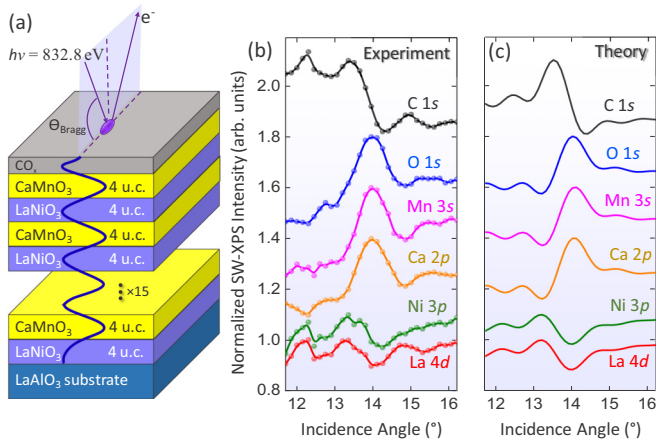 (a)
e⁻
hν = 832.8 eV
Θ_Bragg
COₓ
CaMnO₃ 4 u.c.
LaNiO₃ 4 u.c.
CaMnO₃ 4 u.c.
LaNiO₃ 4 u.c.
×15
CaMnO₃ 4 u.c.
LaNiO₃ 4 u.c.
LaAlO₃ substrate
Normalized SW-XPS Intensity (arb. units)
(b)
Experiment
2.0
1.8
1.6
1.4
1.2
1.0
0.8
C 1s
O 1s
Mn 3s
Ca 2p
Ni 3p
La 4d
12 13 14 15 16
Incidence Angle (°)
(c)
Theory
C 1s
O 1s
Mn 3s
Ca 2p
Ni 3p
La 4d
12 13 14 15 16
Incidence Angle (°)